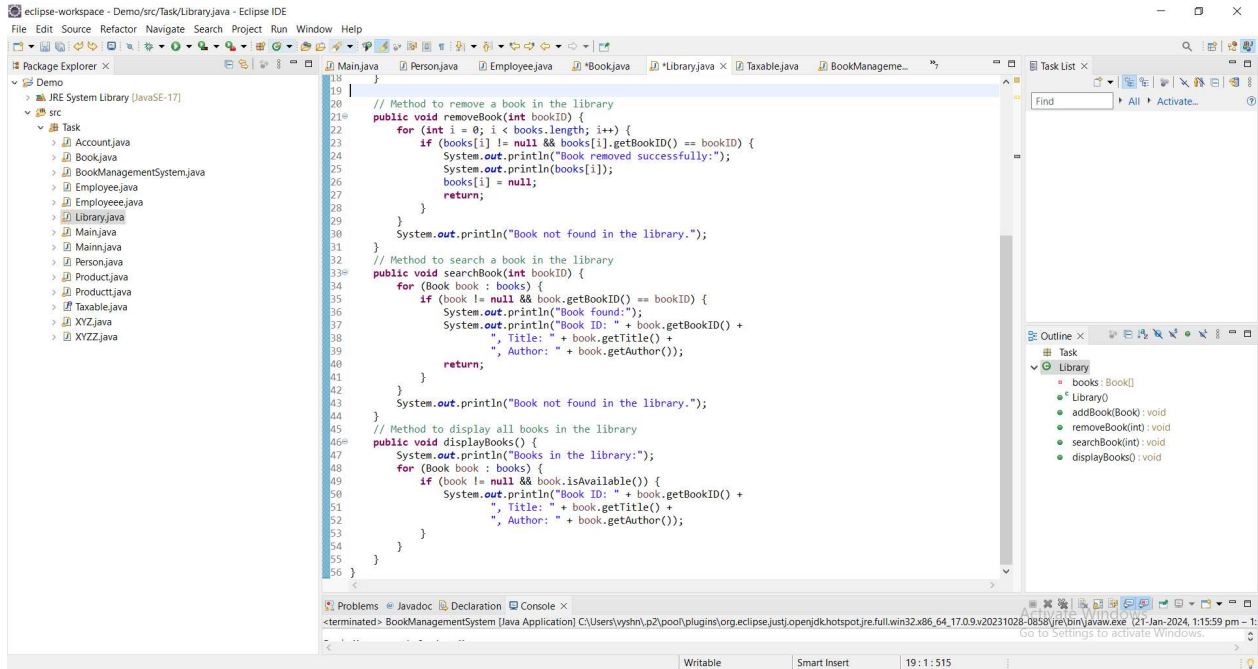 eclipse-workspace - Demo/src/Task/Library.java - Eclipse IDE
File Edit Source Refactor Navigate Search Project Run Window Help
Package Explorer
Demo
JRE System Library [JavaSE-17]
src
Task
Account.java
Book.java
BookManagementSystem.java
Employee.java
Employeee.java
Library.java
Main.java
Mainn.java
Person.java
Product.java
Productt.java
Taxable.java
XYZ.java
XYZZ.java
Main.java Person.java Employee.java *Book.java *Library.java Taxable.java BookManageme... »7
18 }
19
20 // Method to remove a book in the library
21 public void removeBook(int bookID) {
22 for (int i = 0; i < books.length; i++) {
23 if (books[i] != null && books[i].getBookID() == bookID) {
24 System.out.println("Book removed successfully:");
25 System.out.println(books[i]);
26 books[i] = null;
27 return;
28 }
29 }
30 System.out.println("Book not found in the library.");
31 }
32 // Method to search a book in the library
33 public void searchBook(int bookID) {
34 for (Book book : books) {
35 if (book != null && book.getBookID() == bookID) {
36 System.out.println("Book found:");
37 System.out.println("Book ID: " + book.getBookID() +
38 ", Title: " + book.getTitle() +
39 ", Author: " + book.getAuthor());
40 return;
41 }
42 }
43 System.out.println("Book not found in the library.");
44 }
45 // Method to display all books in the library
46 public void displayBooks() {
47 System.out.println("Books in the library:");
48 for (Book book : books) {
49 if (book != null && book.isAvailable()) {
50 System.out.println("Book ID: " + book.getBookID() +
51 ", Title: " + book.getTitle() +
52 ", Author: " + book.getAuthor());
53 }
54 }
55 }
56 }
Task List
Find All Activate...
Outline
Task
Library
books : Book[]
Library()
addBook(Book) : void
removeBook(int) : void
searchBook(int) : void
displayBooks() : void
Problems Javadoc Declaration Console
<terminated> BookManagementSystem [Java Application] C:\Users\vyshn\.p2\pool\plugins\org.eclipse.justj.openjdk.hotspot.jre.full.win32.x86_64_17.0.9.v20231028-0858\jre\bin\javaw.exe (21-Jan-2024, 1:15:59 pm – 1:
Activate Windows
Go to Settings to activate Windows.
Writable Smart Insert 19 : 1 : 515